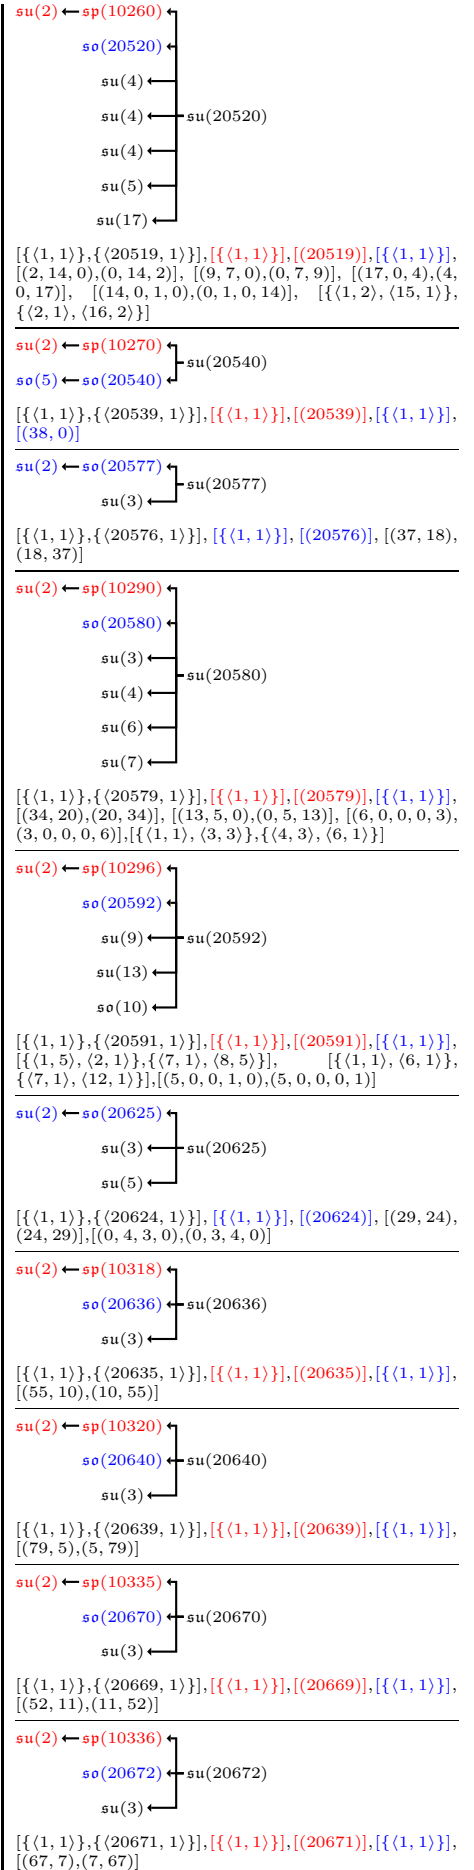 𝔰𝔲(2) ← 𝔰𝔭(10260)
𝔰𝔬(20520)
𝔰𝔲(4)
𝔰𝔲(4) 𝔰𝔲(20520)
𝔰𝔲(4)
𝔰𝔲(5)
𝔰𝔲(17)
[{⟨1, 1⟩},{⟨20519, 1⟩}],[{⟨1, 1⟩}],[(20519)],[{⟨1, 1⟩}],
[(2, 14, 0),(0, 14, 2)], [(9, 7, 0),(0, 7, 9)], [(17, 0, 4),(4,
0, 17)], [(14, 0, 1, 0),(0, 1, 0, 14)], [{⟨1, 2⟩, ⟨15, 1⟩},
{⟨2, 1⟩, ⟨16, 2⟩}]
𝔰𝔲(2) ← 𝔰𝔭(10270)
𝔰𝔲(20540)
𝔰𝔬(5) ← 𝔰𝔬(20540)
[{⟨1, 1⟩},{⟨20539, 1⟩}],[{⟨1, 1⟩}],[(20539)],[{⟨1, 1⟩}],
[(38, 0)]
𝔰𝔲(2) ← 𝔰𝔬(20577)
𝔰𝔲(20577)
𝔰𝔲(3)
[{⟨1, 1⟩},{⟨20576, 1⟩}], [{⟨1, 1⟩}], [(20576)], [(37, 18),
(18, 37)]
𝔰𝔲(2) ← 𝔰𝔭(10290)
𝔰𝔬(20580)
𝔰𝔲(3)
𝔰𝔲(20580)
𝔰𝔲(4)
𝔰𝔲(6)
𝔰𝔲(7)
[{⟨1, 1⟩},{⟨20579, 1⟩}],[{⟨1, 1⟩}],[(20579)],[{⟨1, 1⟩}],
[(34, 20),(20, 34)], [(13, 5, 0),(0, 5, 13)], [(6, 0, 0, 0, 3),
(3, 0, 0, 0, 6)],[{⟨1, 1⟩, ⟨3, 3⟩},{⟨4, 3⟩, ⟨6, 1⟩}]
𝔰𝔲(2) ← 𝔰𝔭(10296)
𝔰𝔬(20592)
𝔰𝔲(9) ← 𝔰𝔲(20592)
𝔰𝔲(13)
𝔰𝔬(10)
[{⟨1, 1⟩},{⟨20591, 1⟩}],[{⟨1, 1⟩}],[(20591)],[{⟨1, 1⟩}],
[{⟨1, 5⟩, ⟨2, 1⟩},{⟨7, 1⟩, ⟨8, 5⟩}], [{⟨1, 1⟩, ⟨6, 1⟩},
{⟨7, 1⟩, ⟨12, 1⟩}],[(5, 0, 0, 1, 0),(5, 0, 0, 0, 1)]
𝔰𝔲(2) ← 𝔰𝔬(20625)
𝔰𝔲(3) ← 𝔰𝔲(20625)
𝔰𝔲(5)
[{⟨1, 1⟩},{⟨20624, 1⟩}], [{⟨1, 1⟩}], [(20624)], [(29, 24),
(24, 29)],[(0, 4, 3, 0),(0, 3, 4, 0)]
𝔰𝔲(2) ← 𝔰𝔭(10318)
𝔰𝔬(20636) ← 𝔰𝔲(20636)
𝔰𝔲(3)
[{⟨1, 1⟩},{⟨20635, 1⟩}],[{⟨1, 1⟩}],[(20635)],[{⟨1, 1⟩}],
[(55, 10),(10, 55)]
𝔰𝔲(2) ← 𝔰𝔭(10320)
𝔰𝔬(20640) ← 𝔰𝔲(20640)
𝔰𝔲(3)
[{⟨1, 1⟩},{⟨20639, 1⟩}],[{⟨1, 1⟩}],[(20639)],[{⟨1, 1⟩}],
[(79, 5),(5, 79)]
𝔰𝔲(2) ← 𝔰𝔭(10335)
𝔰𝔬(20670) ← 𝔰𝔲(20670)
𝔰𝔲(3)
[{⟨1, 1⟩},{⟨20669, 1⟩}],[{⟨1, 1⟩}],[(20669)],[{⟨1, 1⟩}],
[(52, 11),(11, 52)]
𝔰𝔲(2) ← 𝔰𝔭(10336)
𝔰𝔬(20672) ← 𝔰𝔲(20672)
𝔰𝔲(3)
[{⟨1, 1⟩},{⟨20671, 1⟩}],[{⟨1, 1⟩}],[(20671)],[{⟨1, 1⟩}],
[(67, 7),(7, 67)]